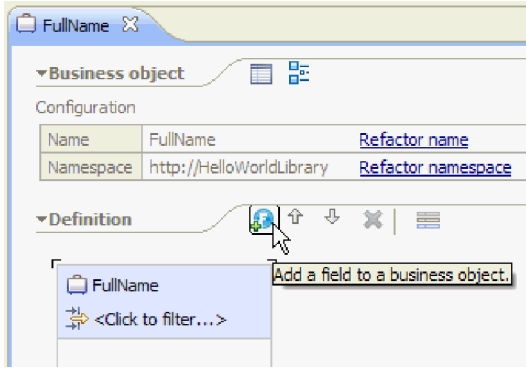 FullName
Business object
Configuration
Name FullName Refactor name
Namespace http://HelloWorldLibrary Refactor namespace
Definition
Add a field to a business object.
FullName
<Click to filter...>